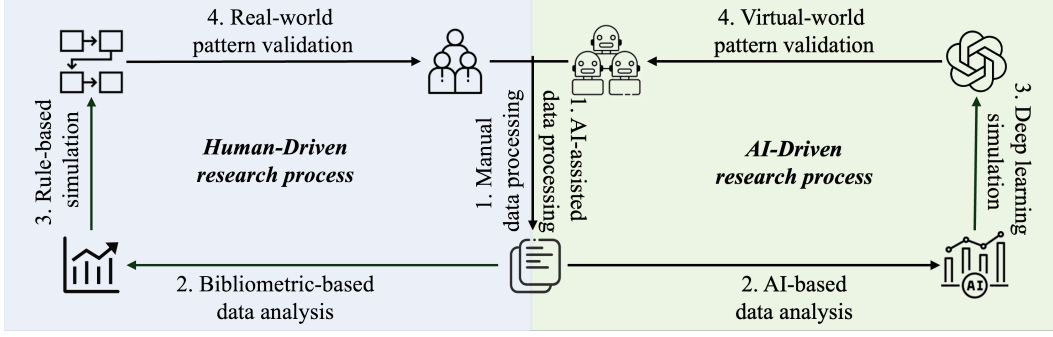 4. Real-world
pattern validation
3. Rule-based
simulation
Human-Driven
research process
1. Manual
data processing
2. Bibliometric-based
data analysis
4. Virtual-world
pattern validation
1. AI-assisted
data processing
AI-Driven
research process
3. Deep learning
simulation
2. AI-based
data analysis
AI